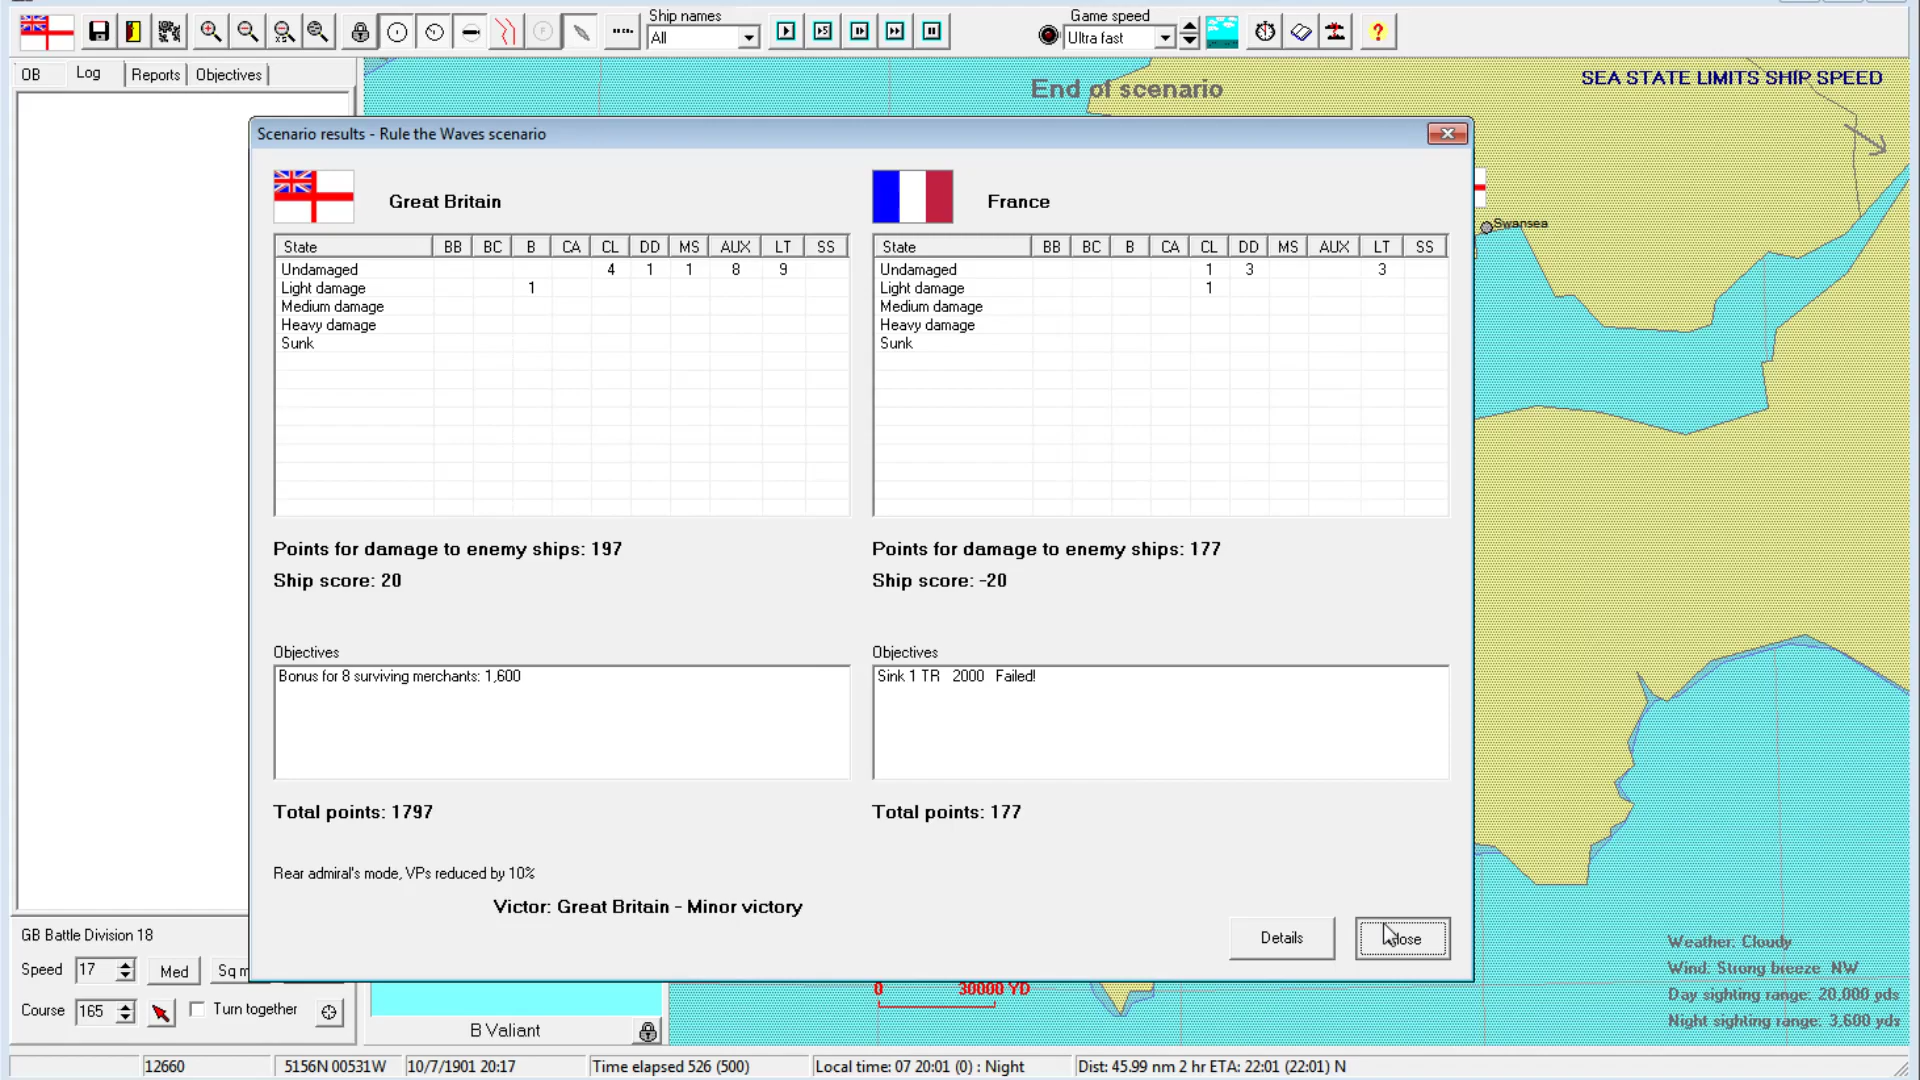 Ship names
Game speed
All
Ultra fast
OB Log Reports Objectives
End of scenario
SEA STATE LIMITS SHIP SPEED
Scenario results - Rule the Waves scenario
Great Britain
France
Swansea
State BB BC B CA CL DD MS AUX LT SS
Undamaged 4 1 1 8 9
Light damage 1
Medium damage
Heavy damage
Sunk
State BB BC B CA CL DD MS AUX LT SS
Undamaged 1 3 3
Light damage 1
Medium damage
Heavy damage
Sunk
Points for damage to enemy ships: 197
Ship score: 20
Points for damage to enemy ships: 177
Ship score: -20
Objectives
Bonus for 8 surviving merchants: 1,600
Objectives
Sink 1 TR 2000 Failed!
Total points: 1797
Total points: 177
Rear admiral's mode, VPs reduced by 10%
Victor: Great Britain - Minor victory
Details
Close
GB Battle Division 18
Speed 17 Med Sq
Course 165 Turn together
0 30000 YD
B Valiant
Weather: Cloudy
Wind: Strong breeze NW
Day sighting range: 20,000 yds
Night sighting range: 3,600 yds
12660 5156N 00531W 10/7/1901 20:17 Time elapsed 526 (500) Local time: 07 20:01 (0) : Night Dist: 45.99 nm 2 hr ETA: 22:01 (22:01) N